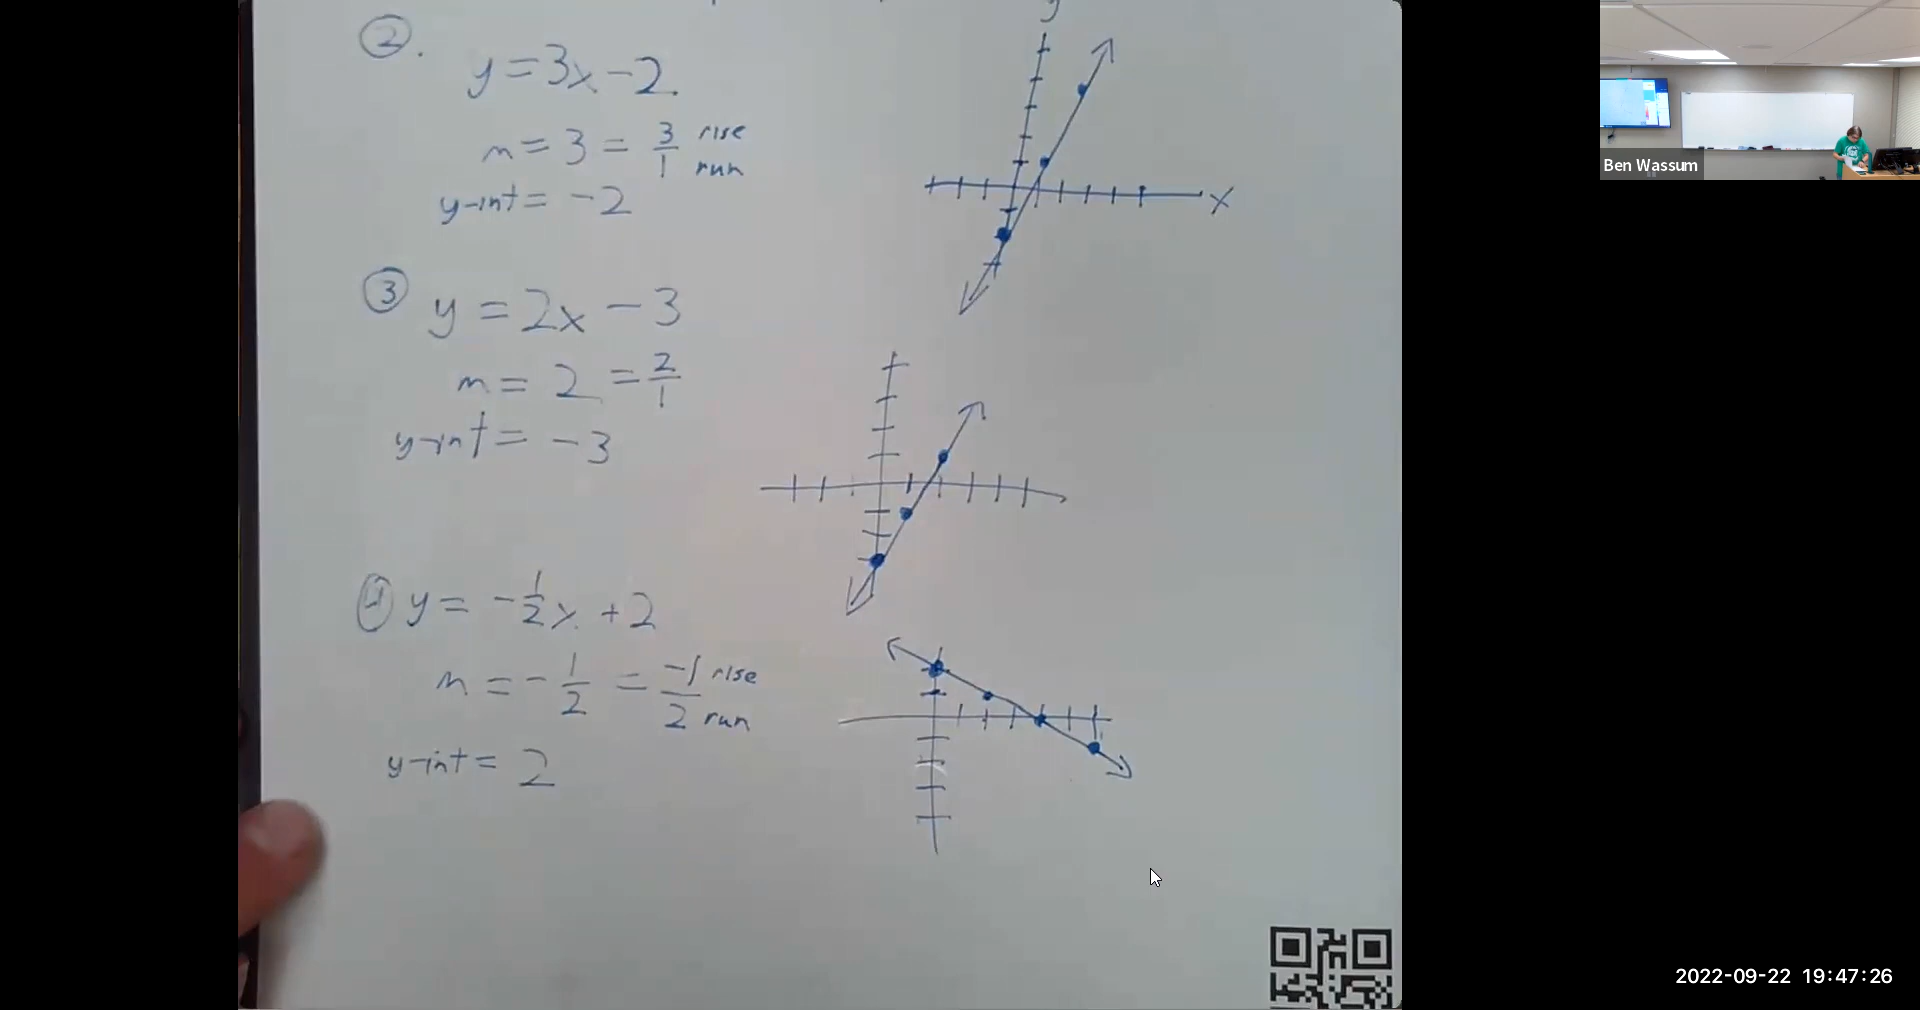 ②.
y = 3x - 2
m = 3 = 3/1 rise run
y-int = -2
y
x
③ y = 2x - 3
m = 2 = 2/1
y-int = -3
④ y = -1/2x + 2
m = -1/2 = -1/2 rise run
y-int = 2
Ben Wassum
2022-09-22 19:47:26